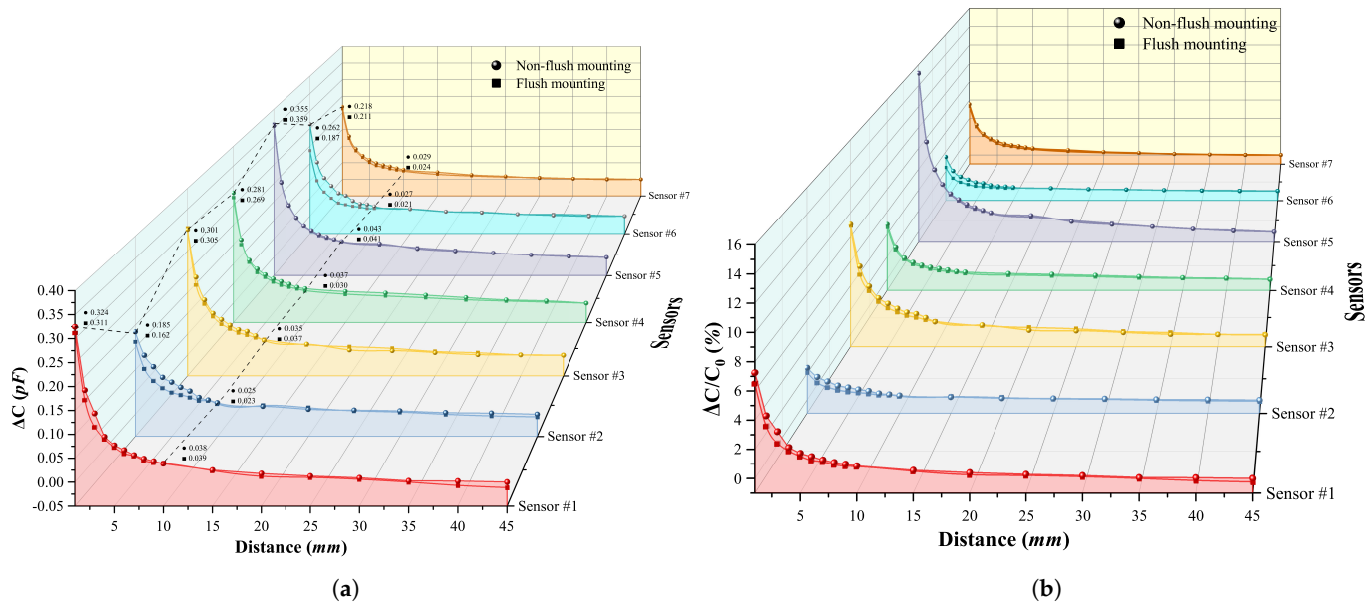 Non-flush mounting
Flush mounting
0.355
0.359
0.218
0.211
0.262
0.187
0.029
0.024
Sensor #7
0.281
0.269
0.027
0.021
Sensor #6
0.301
0.305
0.043
0.041
Sensor #5
0.037
0.030
Sensor #4
0.324
0.311
0.185
0.162
0.035
0.037
Sensor #3
0.025
0.023
Sensor #2
0.038
0.039
Sensor #1
Sensors
0.40
0.35
0.30
0.25
0.20
0.15
0.10
0.05
0.00
-0.05
ΔC (pF)
5 10 15 20 25 30 35 40 45
Distance (mm)
(a)
Non-flush mounting
Flush mounting
Sensor #7
Sensor #6
Sensor #5
Sensor #4
Sensor #3
Sensor #2
Sensor #1
Sensors
16
14
12
10
8
6
4
2
0
ΔC/C0 (%)
5 10 15 20 25 30 35 40 45
Distance (mm)
(b)